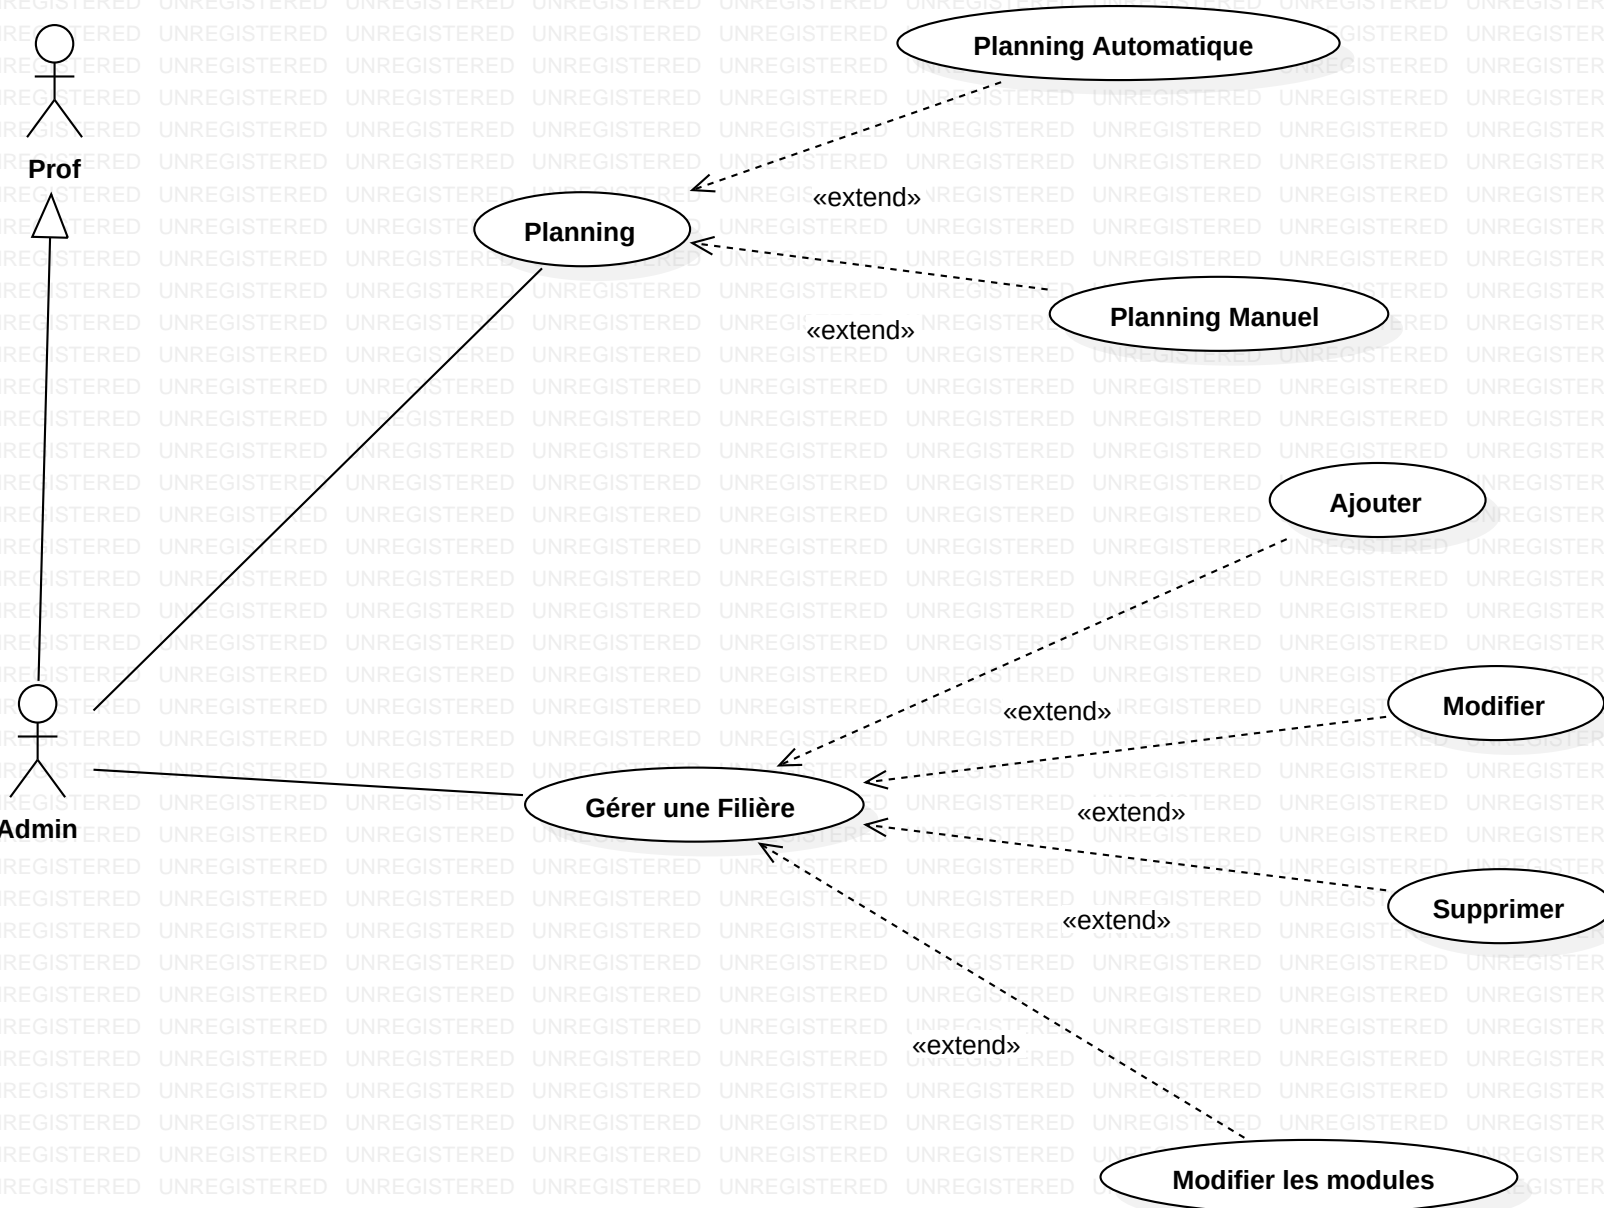 Planning Automatique
Prof
«extend»
Planning
Planning Manuel
«extend»
Ajouter
Modifier
«extend»
Gérer une Filière
«extend»
Admin
Supprimer
«extend»
«extend»
Modifier les modules
UNREGISTERED